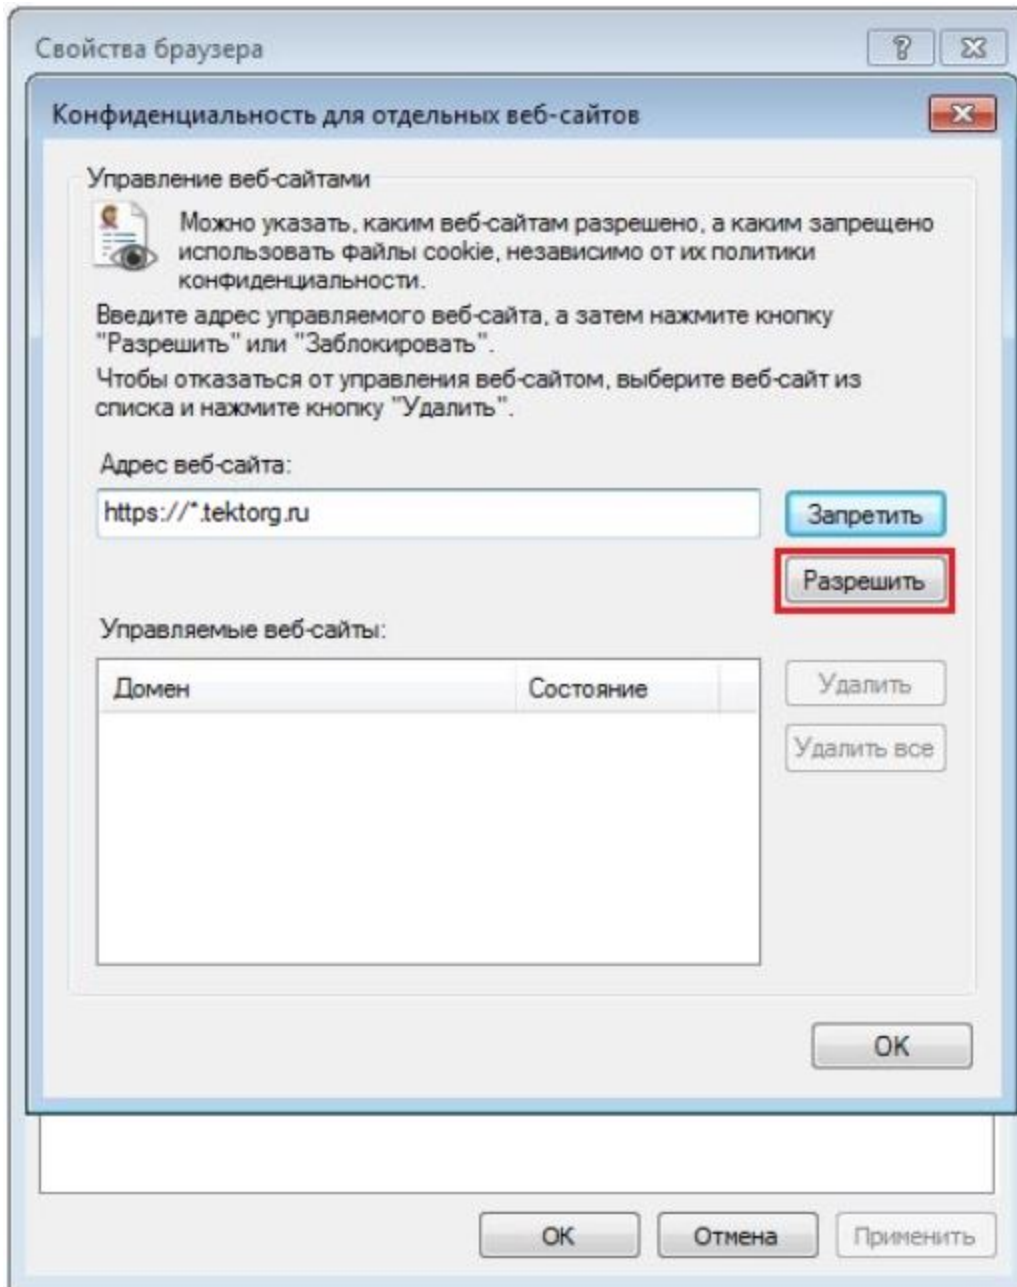 Свойства браузера
Конфиденциальность для отдельных веб-сайтов
Управление веб-сайтами
Можно указать, каким веб-сайтам разрешено, а каким запрещено
использовать файлы cookie, независимо от их политики
конфиденциальности.
Введите адрес управляемого веб-сайта, а затем нажмите кнопку
"Разрешить" или "Заблокировать".
Чтобы отказаться от управления веб-сайтом, выберите веб-сайт из
списка и нажмите кнопку "Удалить".
Адрес веб-сайта:
https://*.tektorg.ru
Запретить
Разрешить
Управляемые веб-сайты:
Домен
Состояние
Удалить
Удалить все
OK
OK
Отмена
Применить